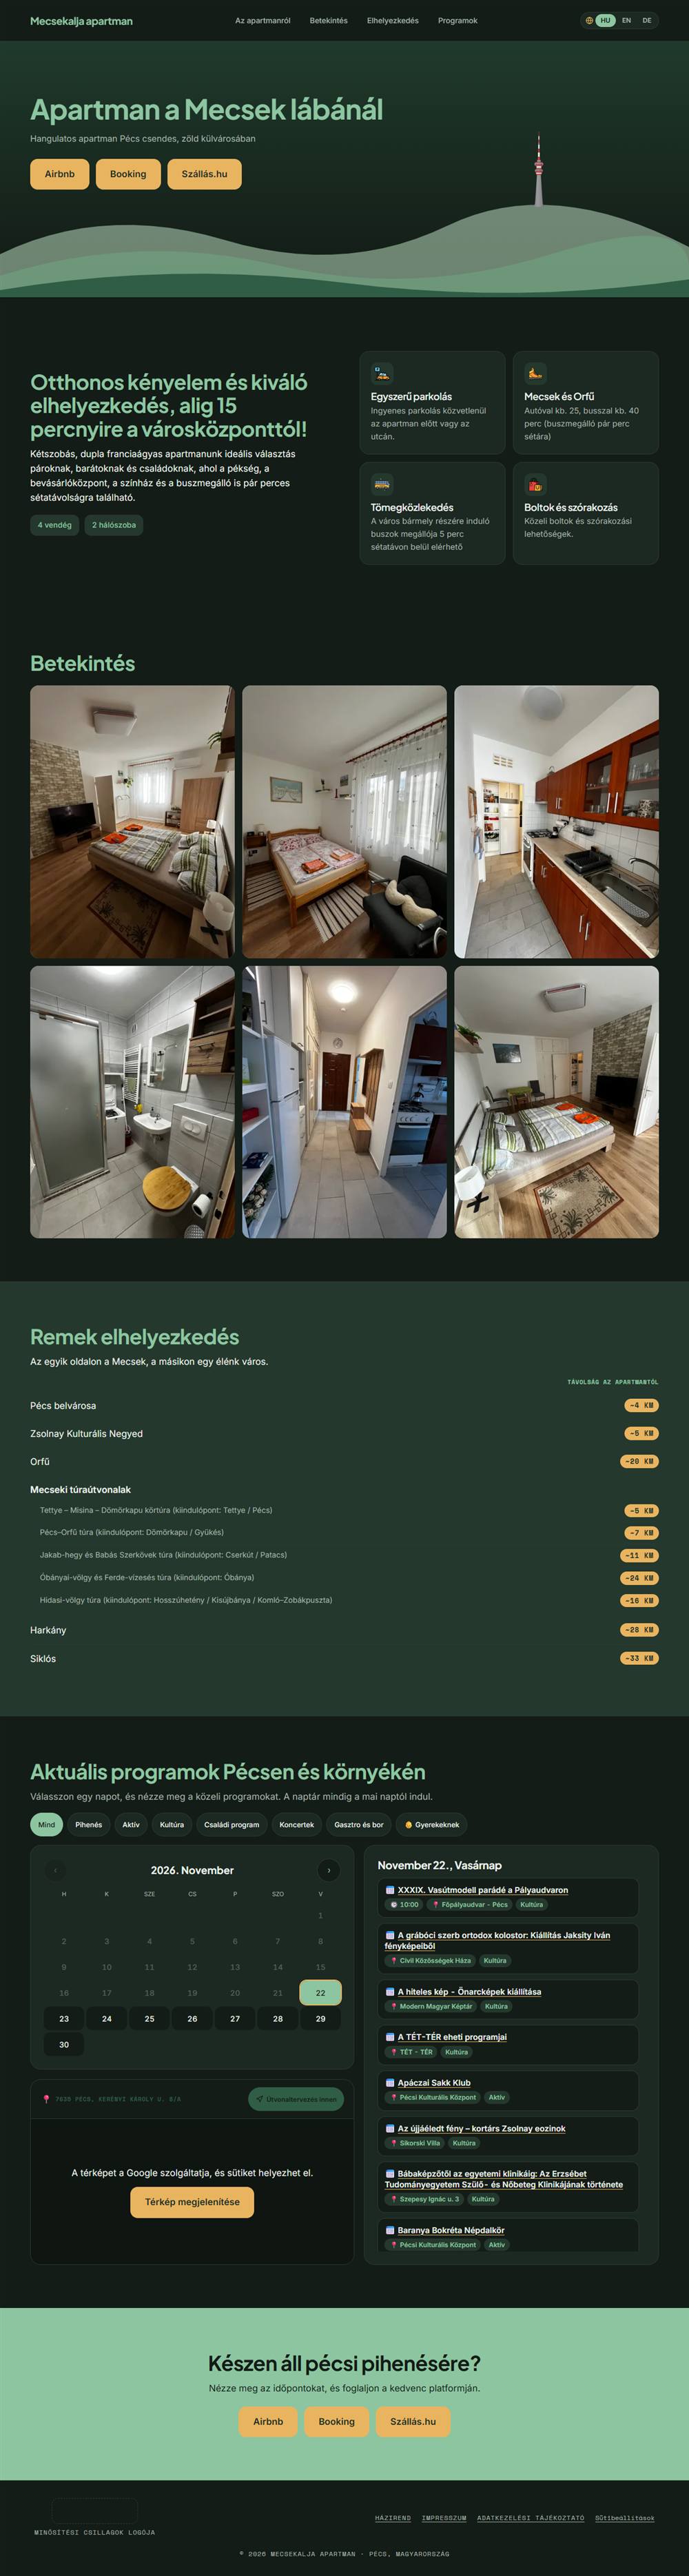 Mecsekalja apartman
Az apartmanról
Betekintés
Elhelyezkedés
Programok
HU
EN
DE
Apartman a Mecsek lábánál
Hangulatos apartman Pécs csendes, zöld külvárosában
Airbnb
Booking
Szállás.hu
Otthonos kényelem és kiváló
elhelyezkedés, alig 15
percnyire a városközponttól!
Kétszobás, dupla franciaágyas apartmanunk ideális választás
pároknak, barátoknak és családoknak, ahol a pékség, a
bevásárlóközpont, a színház és a buszmegálló is pár perces
sétatávolságra található.
4 vendég
2 hálószoba
Egyszerű parkolás
Ingyenes parkolás közvetlenül
az apartman előtt vagy az
utcán.
Mecsek és Orfű
Autóval kb. 25, busszal kb. 40
perc (buszmegálló pár perc
sétára)
Tömegközlekedés
A város bármely részére induló
buszok megállója 5 perc
sétatávon belül elérhető
Boltok és szórakozás
Közeli boltok és szórakozási
lehetőségek.
Betekintés
Remek elhelyezkedés
Az egyik oldalon a Mecsek, a másikon egy élénk város.
TÁVOLSÁG AZ APARTMANTÓL
Pécs belvárosa
~4 KM
Zsolnay Kulturális Negyed
~5 KM
Orfű
~20 KM
Mecseki túraútvonalak
Tettye – Misina – Dömörkapu körtúra (kiindulópont: Tettye / Pécs)
~5 KM
Pécs–Orfű túra (kiindulópont: Dömörkapu / Gyükés)
~7 KM
Jakab-hegy és Babás Szerkövek túra (kiindulópont: Cserkút / Patacs)
~11 KM
Óbányai-völgy és Ferde-vízesés túra (kiindulópont: Óbánya)
~24 KM
Hidasi-völgy túra (kiindulópont: Hosszúhetény / Kisújbánya / Komló-Zobákpuszta)
~16 KM
Harkány
~28 KM
Siklós
~33 KM
Aktuális programok Pécsen és környékén
Válasszon egy napot, és nézze meg a közeli programokat. A naptár mindig a mai naptól indul.
Mind
Pihenés
Aktív
Kultúra
Családi program
Koncertek
Gasztro és bor
Gyerekeknek
‹
2026. November
›
H K SZE CS P SZO V
1
2 3 4 5 6 7 8
9 10 11 12 13 14 15
16 17 18 19 20 21 22
23 24 25 26 27 28 29
30
7635 PÉCS, KERÉNYI KÁROLY U. 8/A
Útvonaltervezés innen
A térképet a Google szolgáltatja, és sütiket helyezhet el.
Térkép megjelenítése
November 22., Vasárnap
XXXIX. Vasútmodell parádé a Pályaudvaron
10:00
Főpályaudvar - Pécs
Kultúra
A grábóci szerb ortodox kolostor: Kiállítás Jaksity Iván
fényképeiből
Civil Közösségek Háza
Kultúra
A hiteles kép - Önarcképek kiállítása
Modern Magyar Képtár
Kultúra
A TÉT-TÉR eheti programjai
TÉT - TÉR
Kultúra
Apáczai Sakk Klub
Pécsi Kulturális Központ
Aktív
Az újjáéledt fény – kortárs Zsolnay eozinok
Sikorski Villa
Kultúra
Bábaképzőtől az egyetemi klinikáig: Az Erzsébet
Tudományegyetem Szülő- és Nőbeteg Klinikájának története
Szepesy Ignác u. 3
Kultúra
Baranya Bokréta Népdalkör
Pécsi Kulturális Központ
Aktív
Készen áll pécsi pihenésére?
Nézze meg az időpontokat, és foglaljon a kedvenc platformján.
Airbnb
Booking
Szállás.hu
MINŐSÍTÉSI CSILLAGOK LOGÓJA
HÁZIREND
IMPRESSZUM
ADATKEZELÉSI TÁJÉKOZTATÓ
Sütibeállítások
© 2026 MECSEKALJA APARTMAN · PÉCS, MAGYARORSZÁG